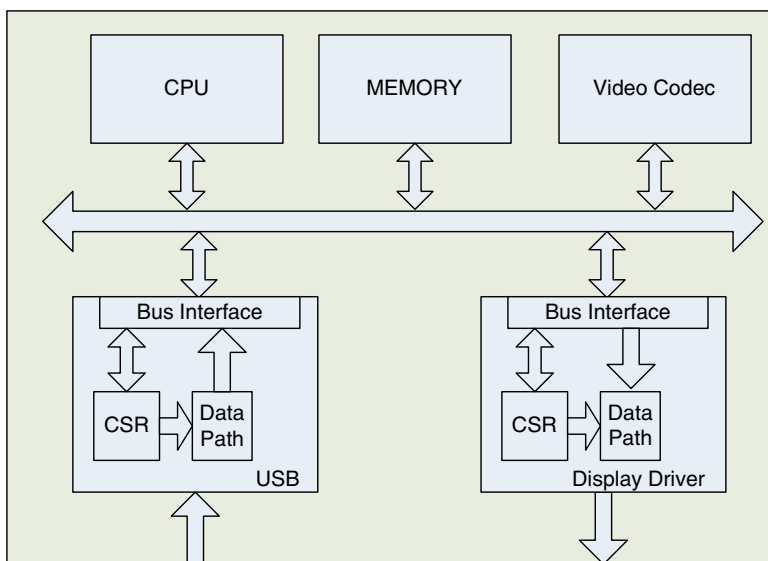 CPU
MEMORY
Video Codec
Bus Interface
Bus Interface
CSR
Data
Path
CSR
Data
Path
USB
Display Driver